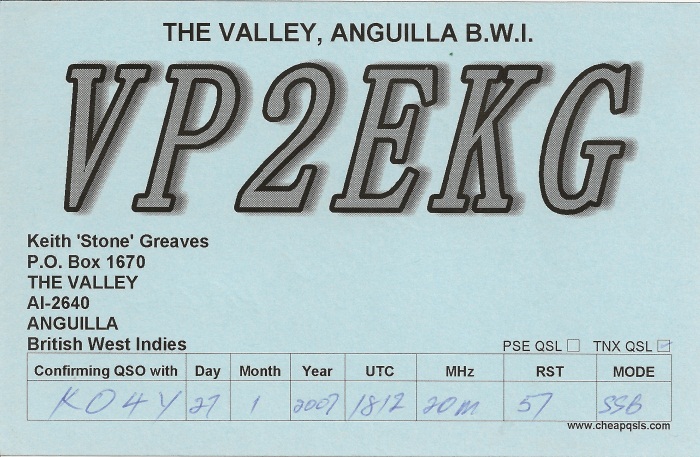 THE VALLEY, ANGUILLA B.W.I.
VP2EKG
Keith 'Stone' Greaves
P.O. Box 1670
THE VALLEY
AI-2640
ANGUILLA
British West Indies
PSE QSL ☐ TNX QSL ☑
Confirming QSO with Day Month Year UTC MHz RST MODE
KO4Y 27 1 2007 1812 20m 57 SSB
www.cheapqsls.com